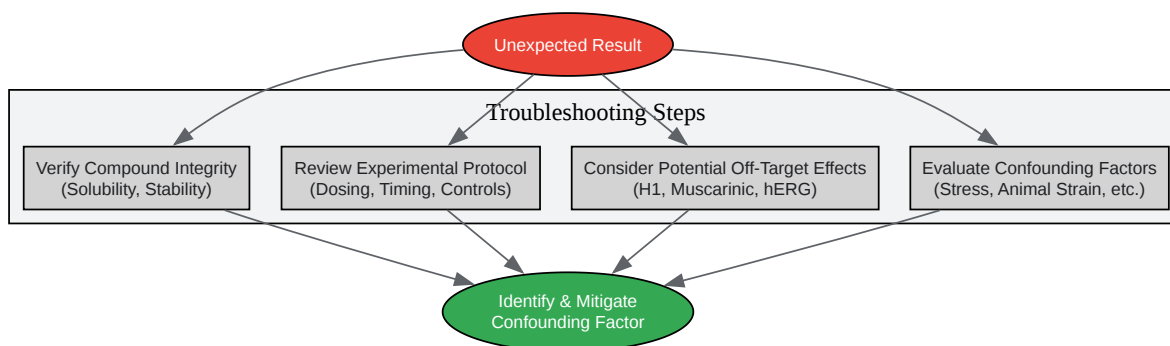 Unexpected Result
Troubleshooting Steps
Verify Compound Integrity
(Solubility, Stability)
Review Experimental Protocol
(Dosing, Timing, Controls)
Consider Potential Off-Target Effects
(H1, Muscarinic, hERG)
Evaluate Confounding Factors
(Stress, Animal Strain, etc.)
Identify & Mitigate
Confounding Factor